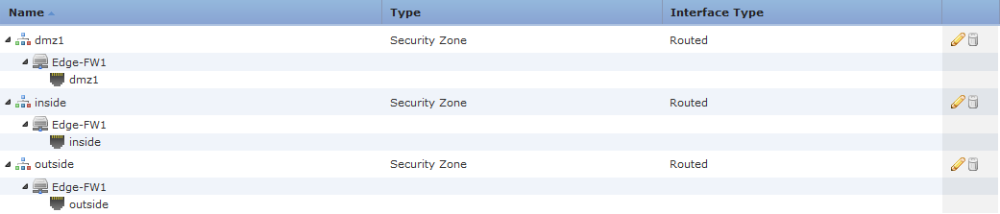 Name Type Interface Type
dmz1 Security Zone Routed
Edge-FW1
dmz1
inside Security Zone Routed
Edge-FW1
inside
outside Security Zone Routed
Edge-FW1
outside